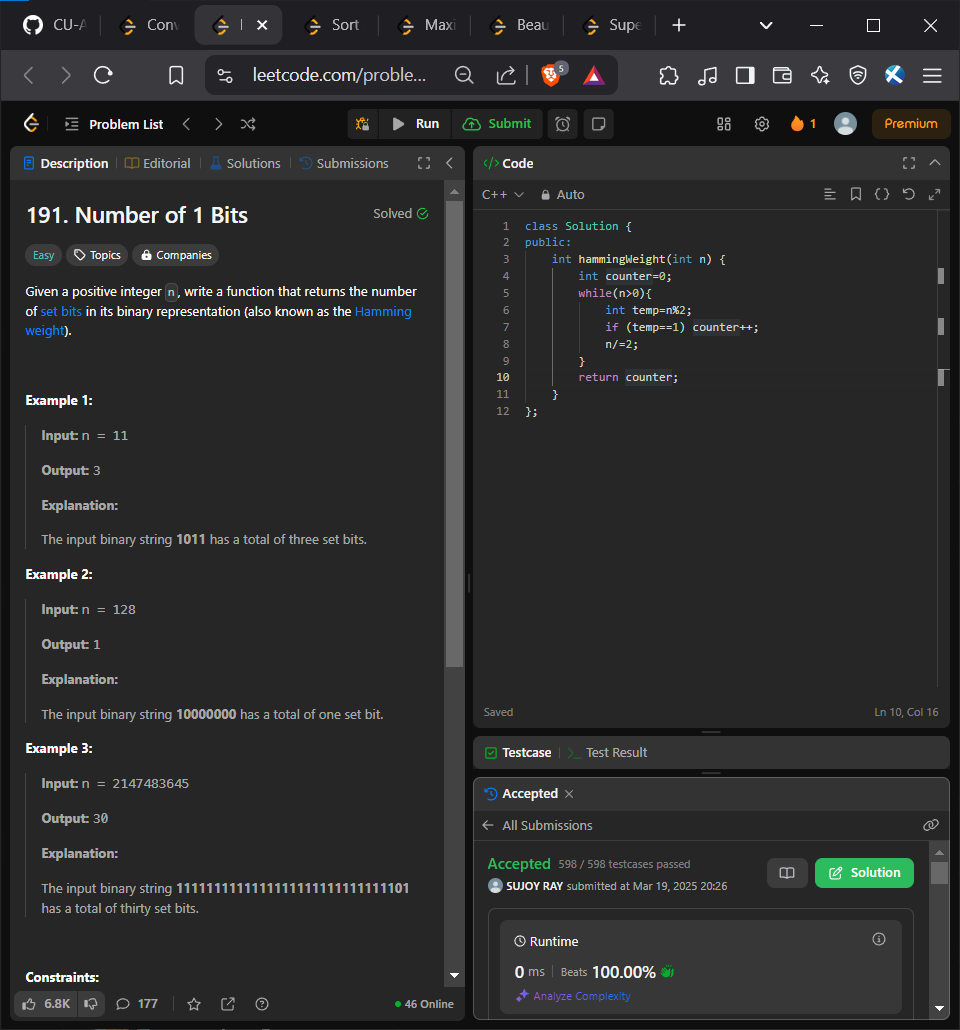 CU-A
Conv
I
Sort
Maxi
Beau
Supe
leetcode.com/proble...
5
Problem List
Run
Submit
1
Premium
Description
Editorial
Solutions
Submissions
191. Number of 1 Bits
Solved
Easy
Topics
Companies
Given a positive integer n, write a function that returns the number
of set bits in its binary representation (also known as the Hamming
weight).
Example 1:
Input: n = 11
Output: 3
Explanation:
The input binary string 1011 has a total of three set bits.
Example 2:
Input: n = 128
Output: 1
Explanation:
The input binary string 10000000 has a total of one set bit.
Example 3:
Input: n = 2147483645
Output: 30
Explanation:
The input binary string 1111111111111111111111111111101
has a total of thirty set bits.
Constraints:
6.8K
177
46 Online
</> Code
C++
Auto
1 class Solution {
2 public:
3 int hammingWeight(int n) {
4 int counter=0;
5 while(n>0){
6 int temp=n%2;
7 if (temp==1) counter++;
8 n/=2;
9 }
10 return counter;
11 }
12 };
Saved
Ln 10, Col 16
Testcase
Test Result
Accepted
All Submissions
Accepted 598 / 598 testcases passed
SUJOY RAY submitted at Mar 19, 2025 20:26
Solution
Runtime
0 ms
Beats 100.00%
Analyze Complexity